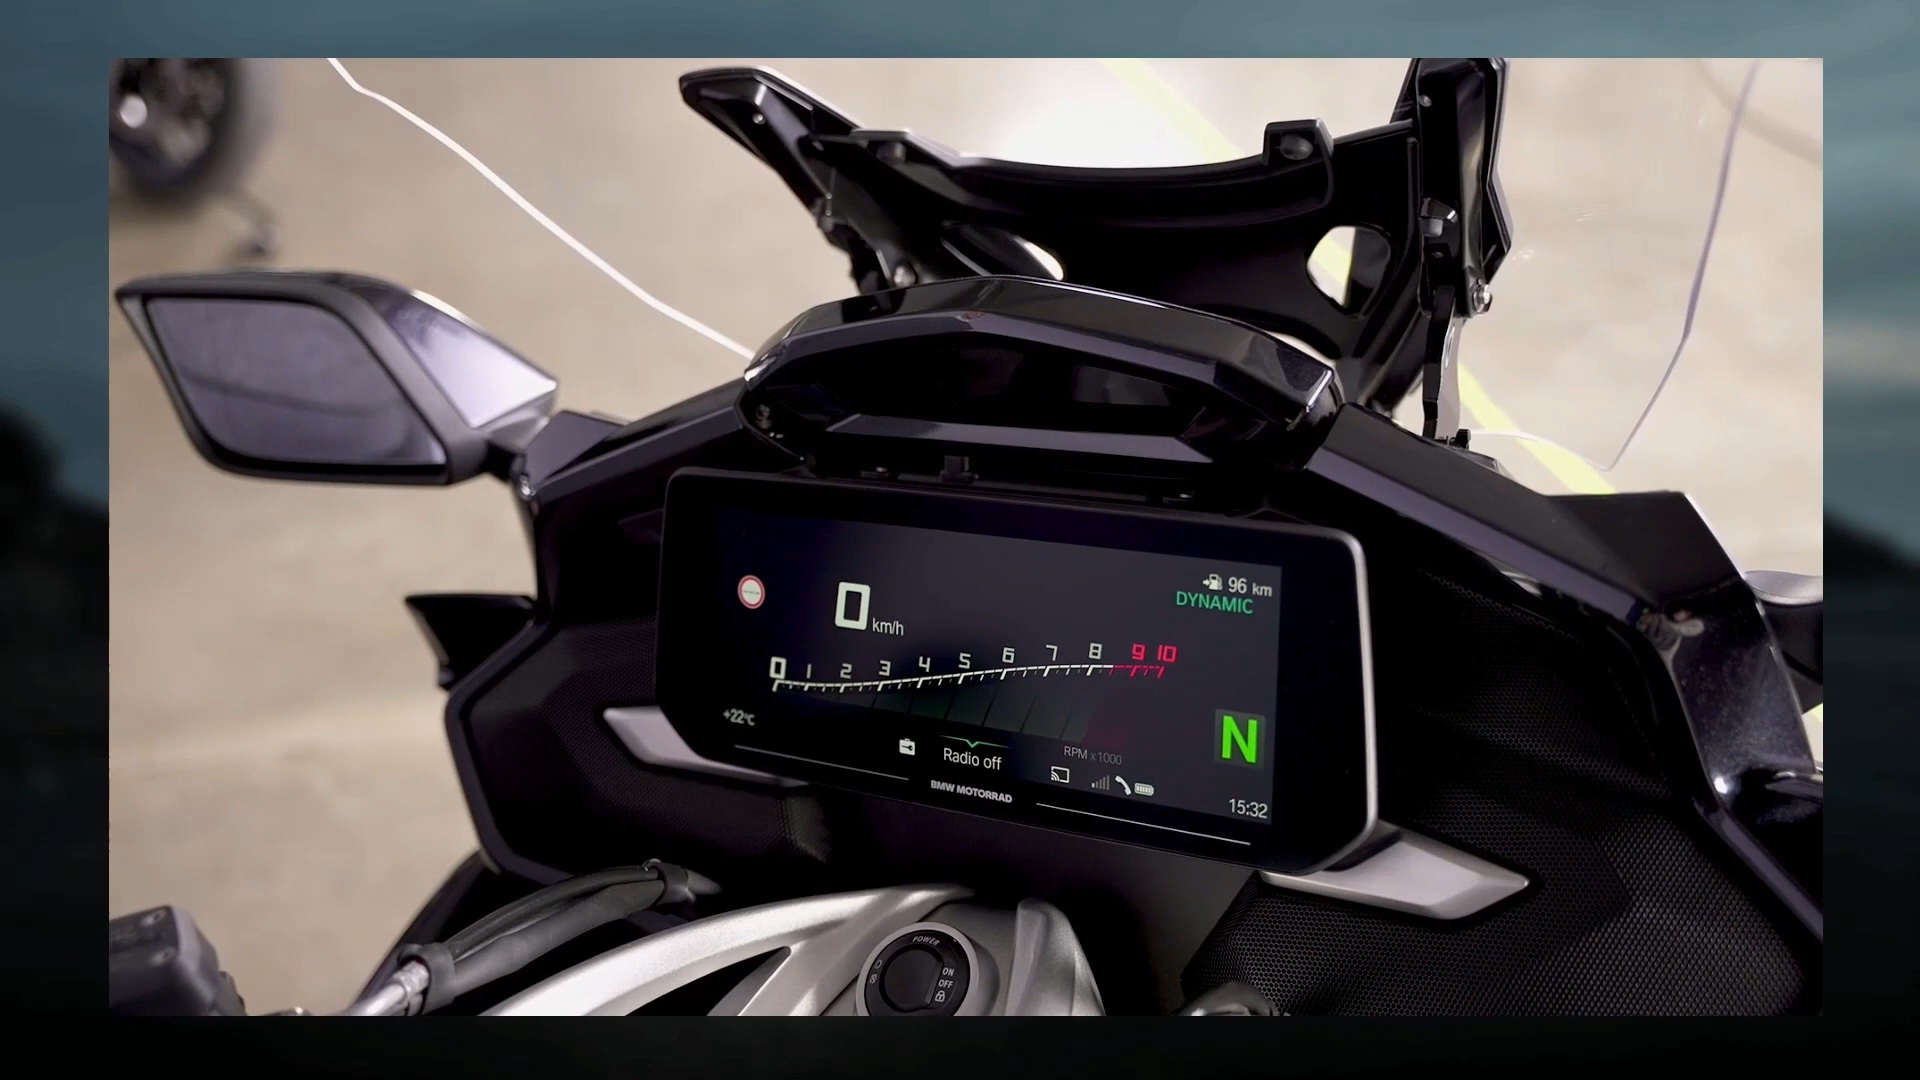 96 km
DYNAMIC
0 km/h
0 1 2 3 4 5 6 7 8 9 10
+22°C
N
RPM x1000
Radio off
15:32
BMW MOTORRAD
POWER
ON
OFF